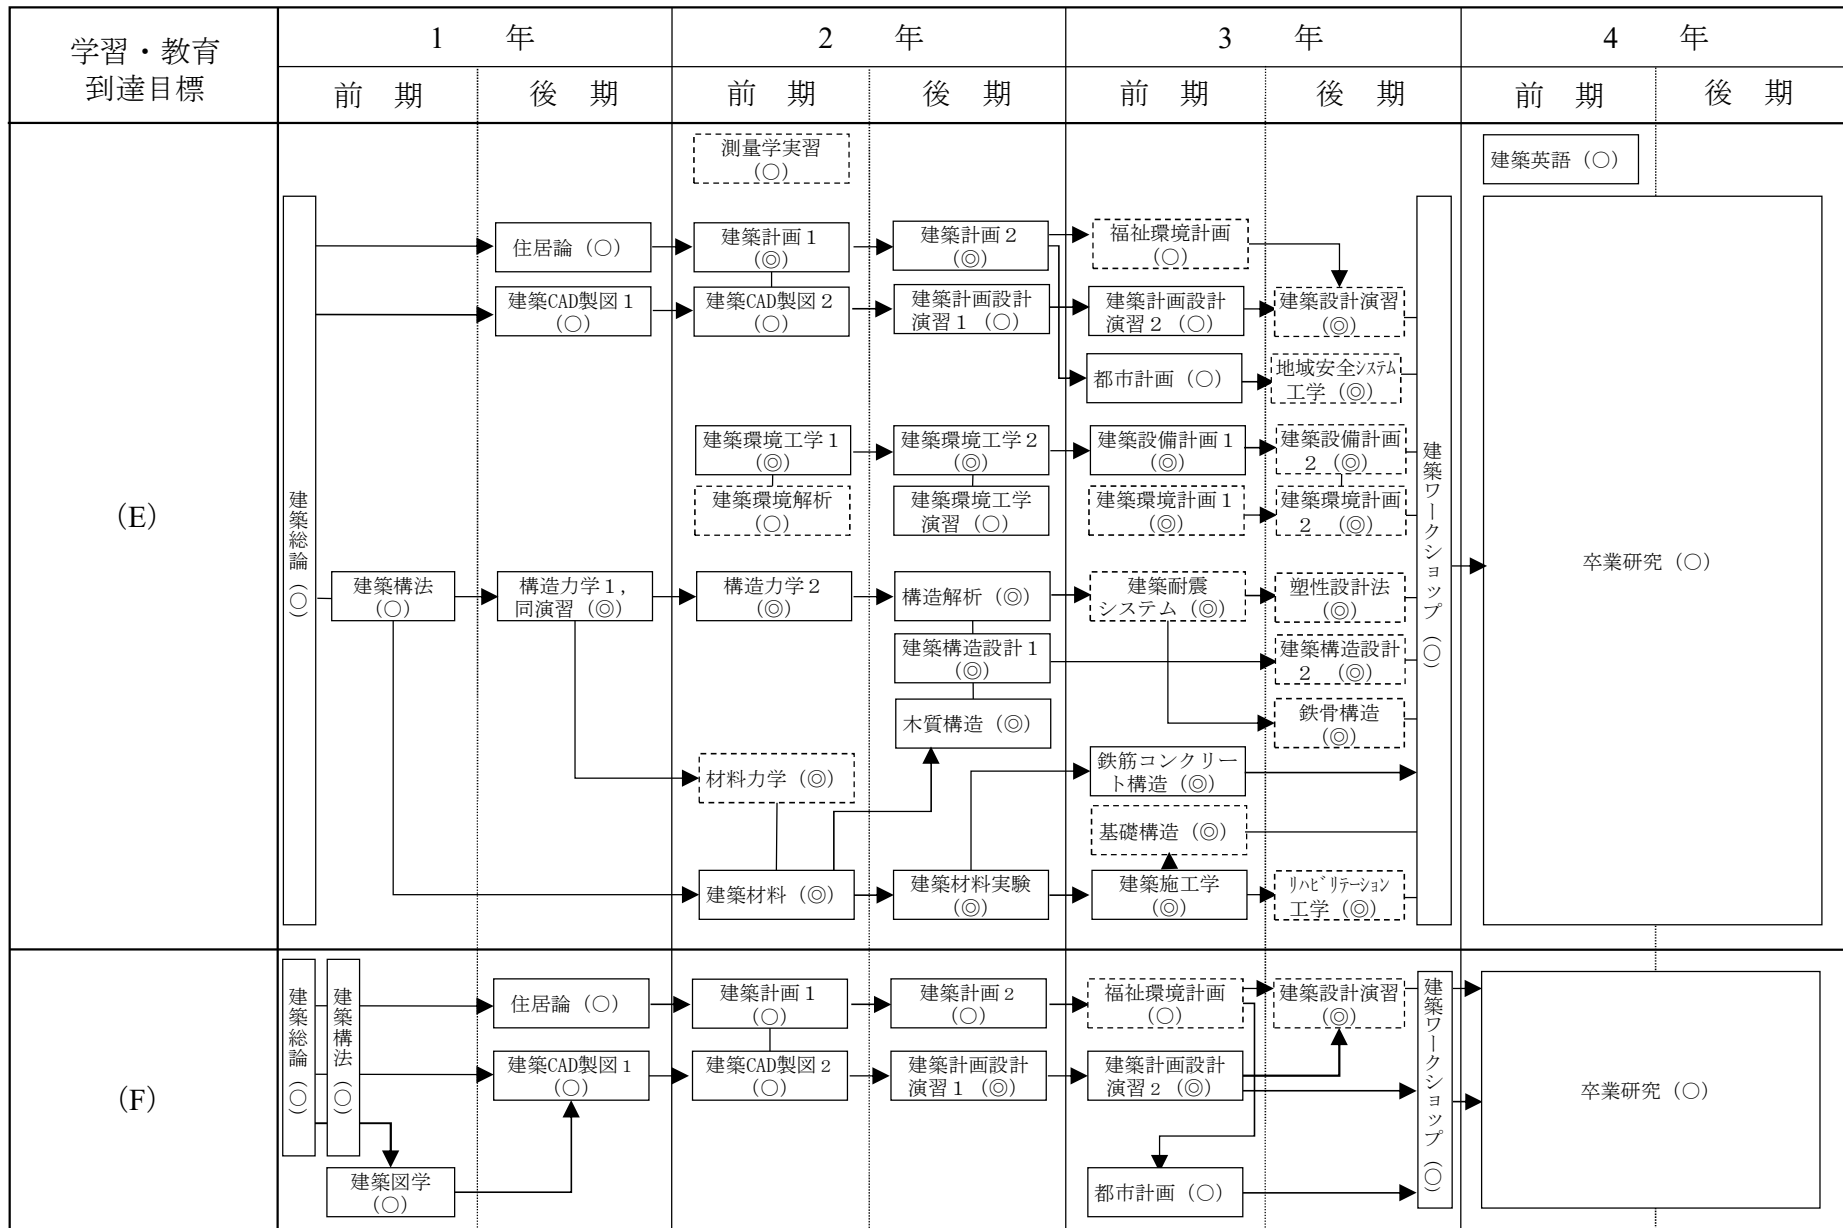 学習・教育
到達目標
1　年
2　年
3　年
4　年
前　期
後　期
前　期
後　期
前　期
後　期
前　期
後　期
(E)
建築総論（○）
測量学実習
（○）
建築英語（○）
住居論（○）
建築計画１
（◎）
建築計画２
（◎）
福祉環境計画
（○）
建築CAD製図１
（○）
建築CAD製図２
（○）
建築計画設計
演習１（○）
建築計画設計
演習２（○）
建築設計演習
（◎）
都市計画（○）
地域安全ｼｽﾃﾑ
工学（◎）
建築環境工学１
（◎）
建築環境工学２
（◎）
建築設備計画１
（◎）
建築設備計画
２　（◎）
建築環境解析
（○）
建築環境工学
演習（○）
建築環境計画１
（◎）
建築環境計画
２　（◎）
建築構法
（○）
構造力学１，
同演習（◎）
構造力学２
（◎）
構造解析（◎）
建築耐震
システム（◎）
塑性設計法
（◎）
建築構造設計１
（◎）
建築構造設計
２　（◎）
木質構造（◎）
鉄骨構造
（◎）
材料力学（◎）
鉄筋コンクリー
ト構造（◎）
基礎構造（◎）
建築材料（◎）
建築材料実験
（◎）
建築施工学
（◎）
ﾘﾊﾋﾞﾘﾃｰｼｮﾝ
工学（◎）
建築ワークショップ（○）
卒業研究（○）
(F)
建築総論（○）
建築構法（○）
住居論（○）
建築計画１
（○）
建築計画２
（○）
福祉環境計画
（○）
建築設計演習
（◎）
建築CAD製図１
（○）
建築CAD製図２
（○）
建築計画設計
演習１（◎）
建築計画設計
演習２（◎）
建築図学
（○）
都市計画（○）
建築ワークショップ（○）
卒業研究（○）